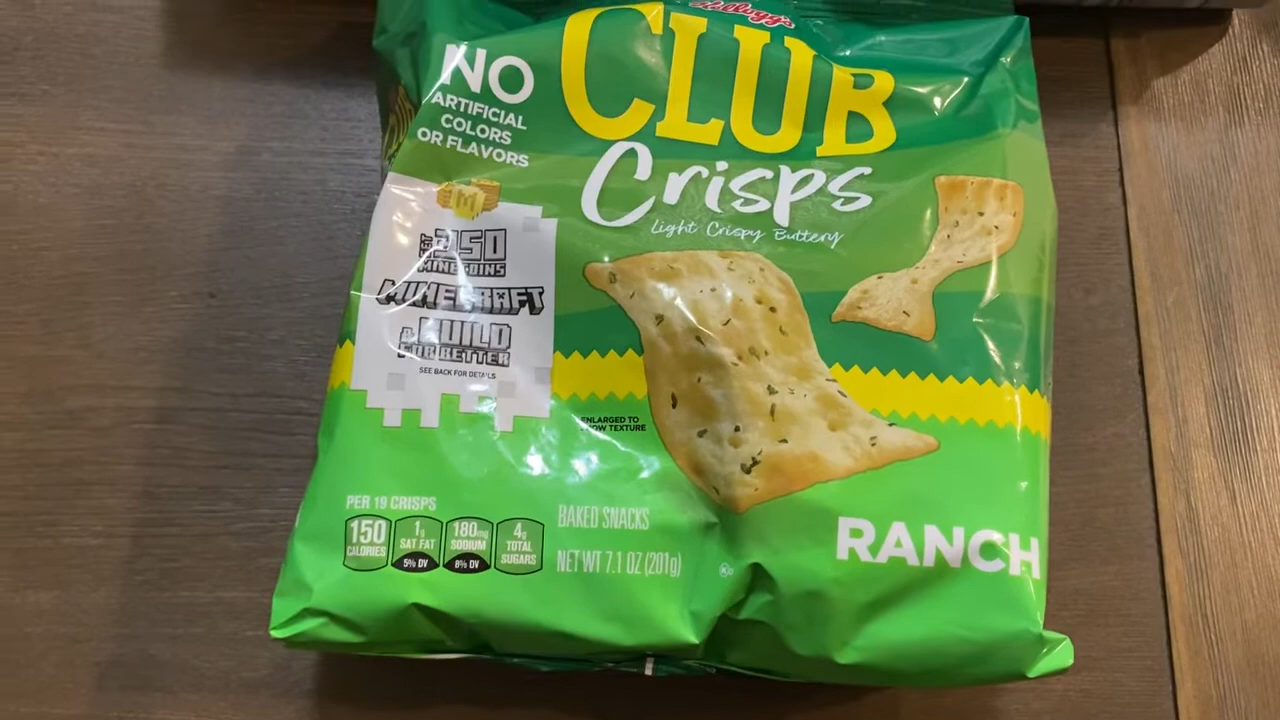 Kellogg's
CLUB
Crisps
Light Crispy Buttery
NO
ARTIFICIAL
COLORS
OR FLAVORS
M
GET 350
MINECOINS
MINECRAFT
& BUILD
FOR BETTER
SEE BACK FOR DETAILS
ENLARGED TO
SHOW TEXTURE
PER 19 CRISPS
150 CALORIES
1g SAT FAT 5% DV
180mg SODIUM 8% DV
4g TOTAL SUGARS
BAKED SNACKS
NET WT 7.1 OZ (201g)
RANCH